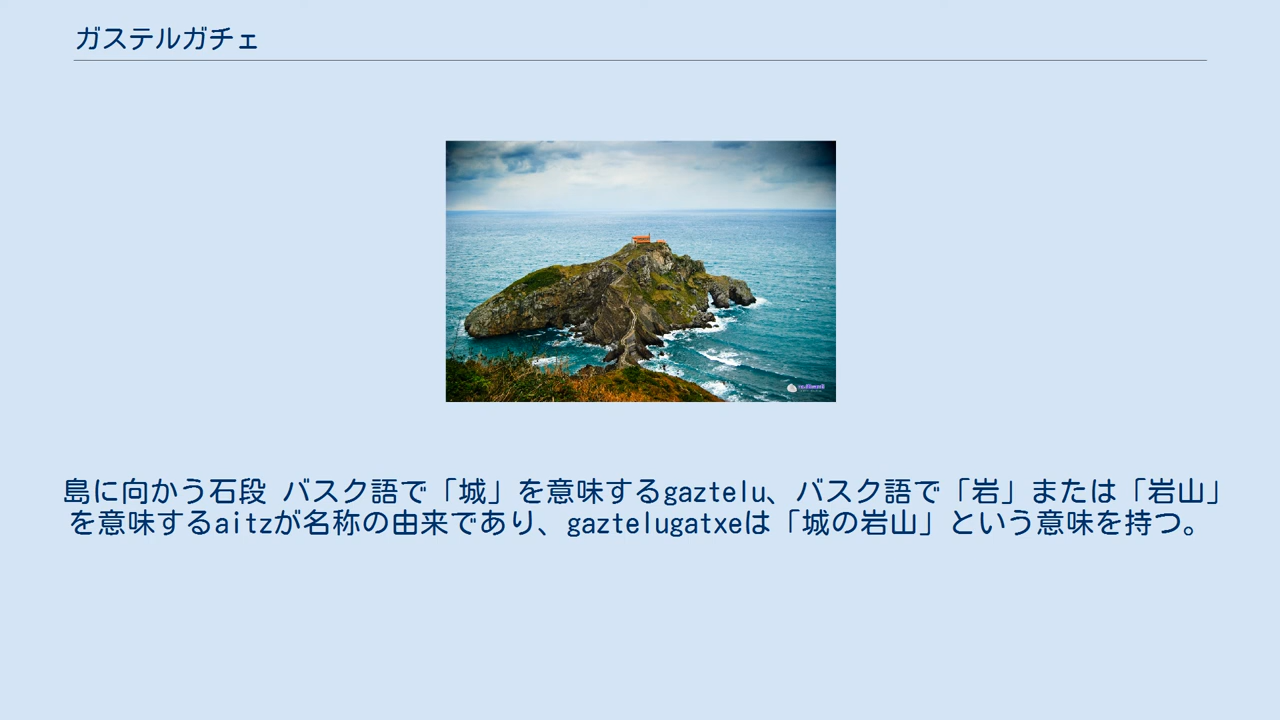 ガステルガチェ
島に向かう石段 バスク語で「城」を意味するgaztelu、バスク語で「岩」または「岩山」
を意味するaitzが名称の由来であり、gaztelugatxeは「城の岩山」という意味を持つ。